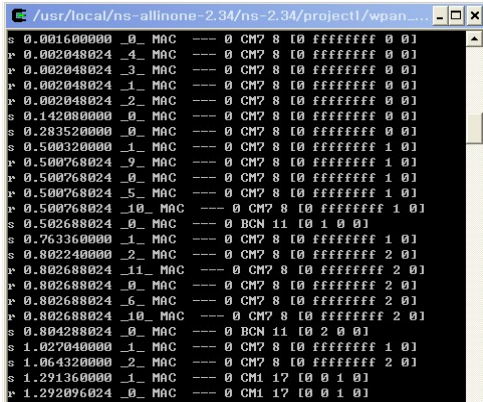 /usr/local/ns-allinone-2.34/ns-2.34/project1/wpan_...
s 0.001600000 _0_ MAC --- 0 CM7 8 [0 ffffffff 0 0]
r 0.002048024 _4_ MAC --- 0 CM7 8 [0 ffffffff 0 0]
r 0.002048024 _3_ MAC --- 0 CM7 8 [0 ffffffff 0 0]
r 0.002048024 _1_ MAC --- 0 CM7 8 [0 ffffffff 0 0]
r 0.002048024 _2_ MAC --- 0 CM7 8 [0 ffffffff 0 0]
s 0.142080000 _0_ MAC --- 0 CM7 8 [0 ffffffff 0 0]
s 0.283520000 _0_ MAC --- 0 CM7 8 [0 ffffffff 0 0]
s 0.500320000 _1_ MAC --- 0 CM7 8 [0 ffffffff 1 0]
r 0.500768024 _9_ MAC --- 0 CM7 8 [0 ffffffff 1 0]
r 0.500768024 _0_ MAC --- 0 CM7 8 [0 ffffffff 1 0]
r 0.500768024 _5_ MAC --- 0 CM7 8 [0 ffffffff 1 0]
r 0.500768024 _10_ MAC --- 0 CM7 8 [0 ffffffff 1 0]
s 0.502688024 _0_ MAC --- 0 BCN 11 [0 1 0 0]
s 0.763360000 _1_ MAC --- 0 CM7 8 [0 ffffffff 1 0]
s 0.802240000 _2_ MAC --- 0 CM7 8 [0 ffffffff 2 0]
r 0.802688024 _11_ MAC --- 0 CM7 8 [0 ffffffff 2 0]
r 0.802688024 _0_ MAC --- 0 CM7 8 [0 ffffffff 2 0]
r 0.802688024 _6_ MAC --- 0 CM7 8 [0 ffffffff 2 0]
r 0.802688024 _10_ MAC --- 0 CM7 8 [0 ffffffff 2 0]
s 0.804288024 _0_ MAC --- 0 BCN 11 [0 2 0 0]
s 1.027040000 _1_ MAC --- 0 CM7 8 [0 ffffffff 1 0]
s 1.064320000 _2_ MAC --- 0 CM7 8 [0 ffffffff 2 0]
s 1.291360000 _1_ MAC --- 0 CM1 17 [0 0 1 0]
r 1.292096024 _0_ MAC --- 0 CM1 17 [0 0 1 0]